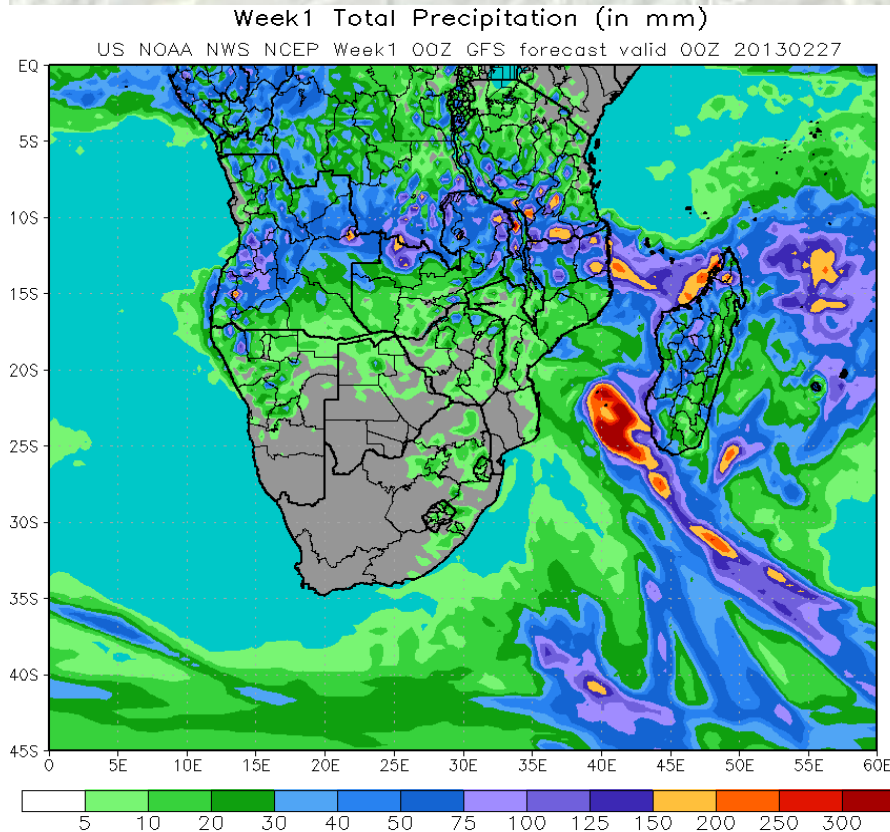 Week1 Total Precipitation (in mm)
US NOAA NWS NCEP Week1 00Z GFS forecast valid 00Z 20130227
EQ
5S
10S
15S
20S
25S
30S
35S
40S
45S
0 5E 10E 15E 20E 25E 30E 35E 40E 45E 50E 55E 60E
5 10 20 30 40 50 75 100 125 150 200 250 300